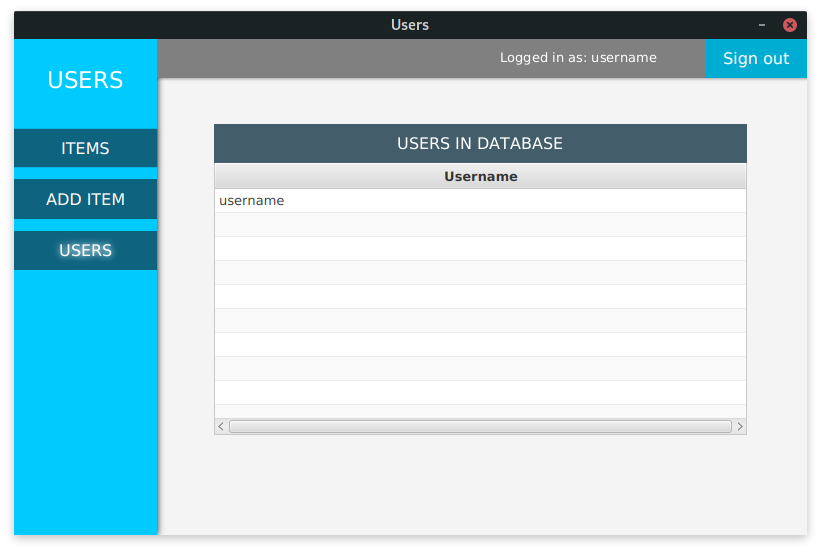 Users
USERS
Logged in as: username
Sign out
ITEMS
ADD ITEM
USERS
USERS IN DATABASE
Username
username